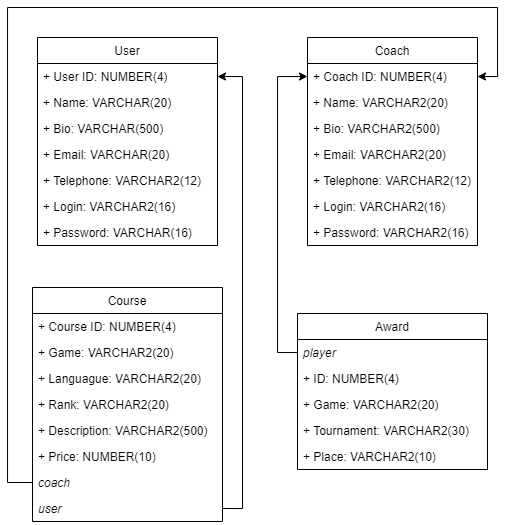 User
+ User ID: NUMBER(4)
+ Name: VARCHAR(20)
+ Bio: VARCHAR(500)
+ Email: VARCHAR(20)
+ Telephone: VARCHAR2(12)
+ Login: VARCHAR2(16)
+ Password: VARCHAR(16)
Coach
+ Coach ID: NUMBER(4)
+ Name: VARCHAR2(20)
+ Bio: VARCHAR2(500)
+ Email: VARCHAR2(20)
+ Telephone: VARCHAR2(12)
+ Login: VARCHAR2(16)
+ Password: VARCHAR2(16)
Course
+ Course ID: NUMBER(4)
+ Game: VARCHAR2(20)
+ Languague: VARCHAR2(20)
+ Rank: VARCHAR2(20)
+ Description: VARCHAR2(500)
+ Price: NUMBER(10)
coach
user
Award
player
+ ID: NUMBER(4)
+ Game: VARCHAR2(20)
+ Tournament: VARCHAR2(30)
+ Place: VARCHAR2(10)